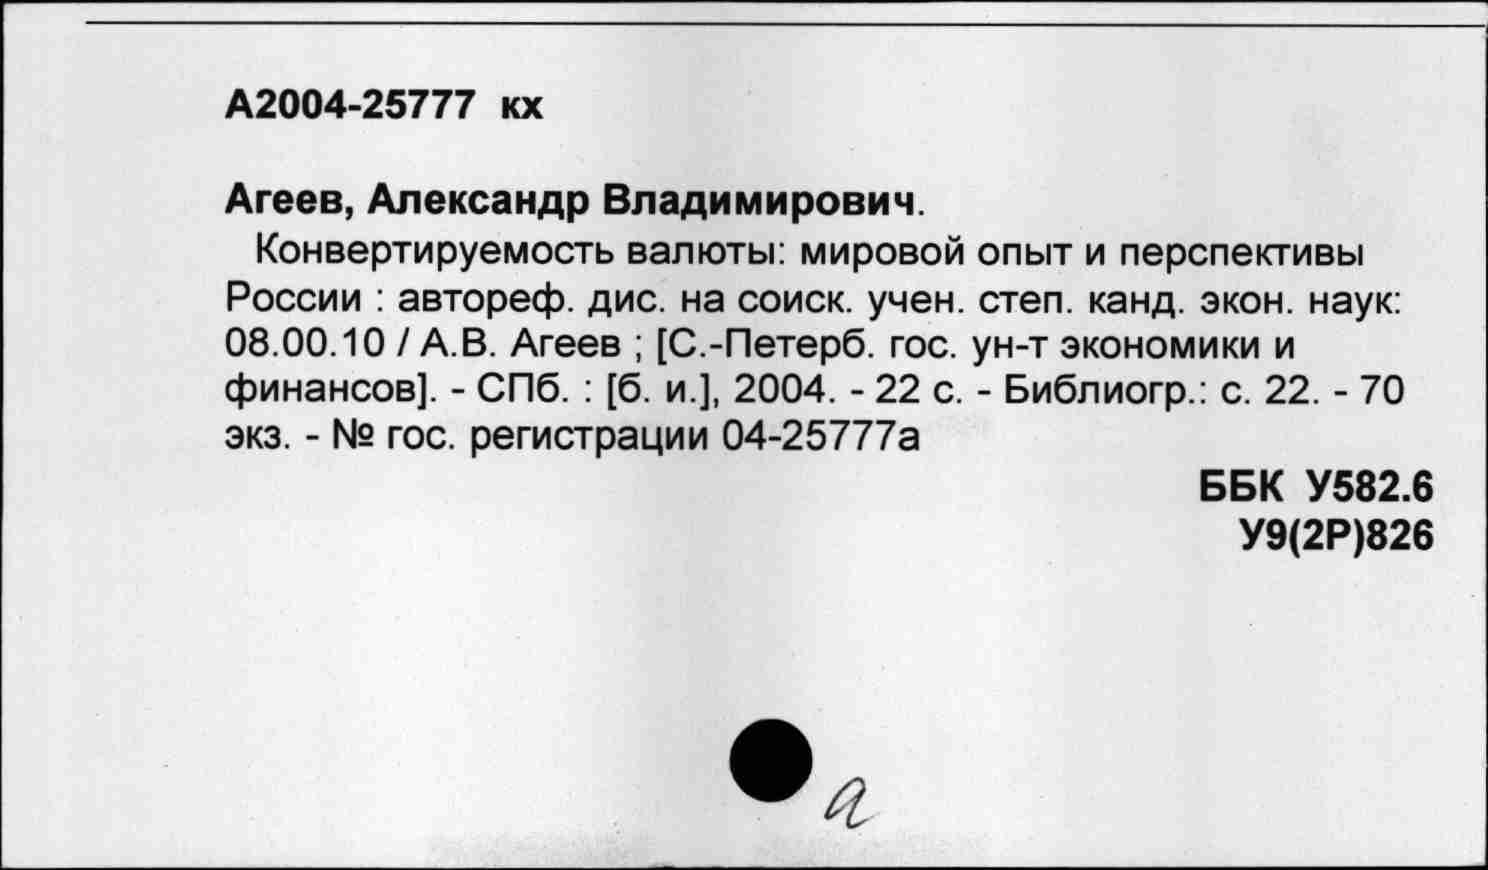 А2004-25777 кх
Агеев, Александр Владимирович.
Конвертируемость валюты: мировой опыт и перспективы
России : автореф. дис. на соиск. учен. степ. канд. экон. наук:
08.00.10 / А.В. Агеев ; [С.-Петерб. гос. ун-т экономики и
финансов]. - СПб. : [б. и.], 2004. - 22 с. - Библиогр.: с. 22. - 70
экз. - № гос. регистрации 04-25777а
ББК У582.6
У9(2Р)826
а